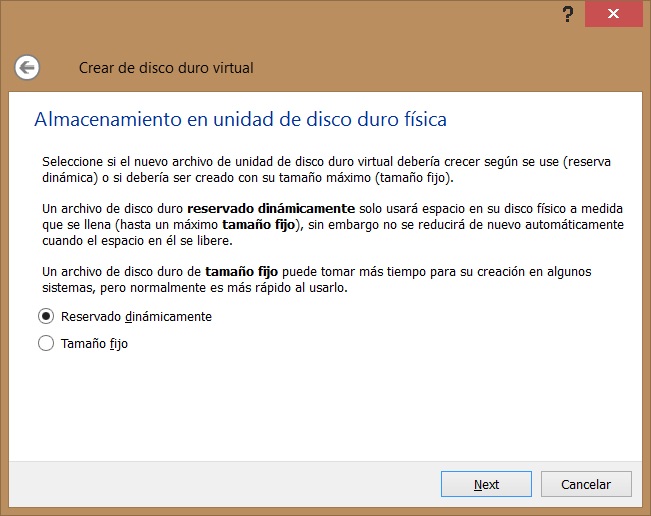 ?
Crear de disco duro virtual
Almacenamiento en unidad de disco duro física
Seleccione si el nuevo archivo de unidad de disco duro virtual debería crecer según se use (reserva
dinámica) o si debería ser creado con su tamaño máximo (tamaño fijo).
Un archivo de disco duro reservado dinámicamente solo usará espacio en su disco físico a medida
que se llena (hasta un máximo tamaño fijo), sin embargo no se reducirá de nuevo automáticamente
cuando el espacio en él se libere.
Un archivo de disco duro de tamaño fijo puede tomar más tiempo para su creación en algunos
sistemas, pero normalmente es más rápido al usarlo.
Reservado dinámicamente
Tamaño fijo
Next Cancelar